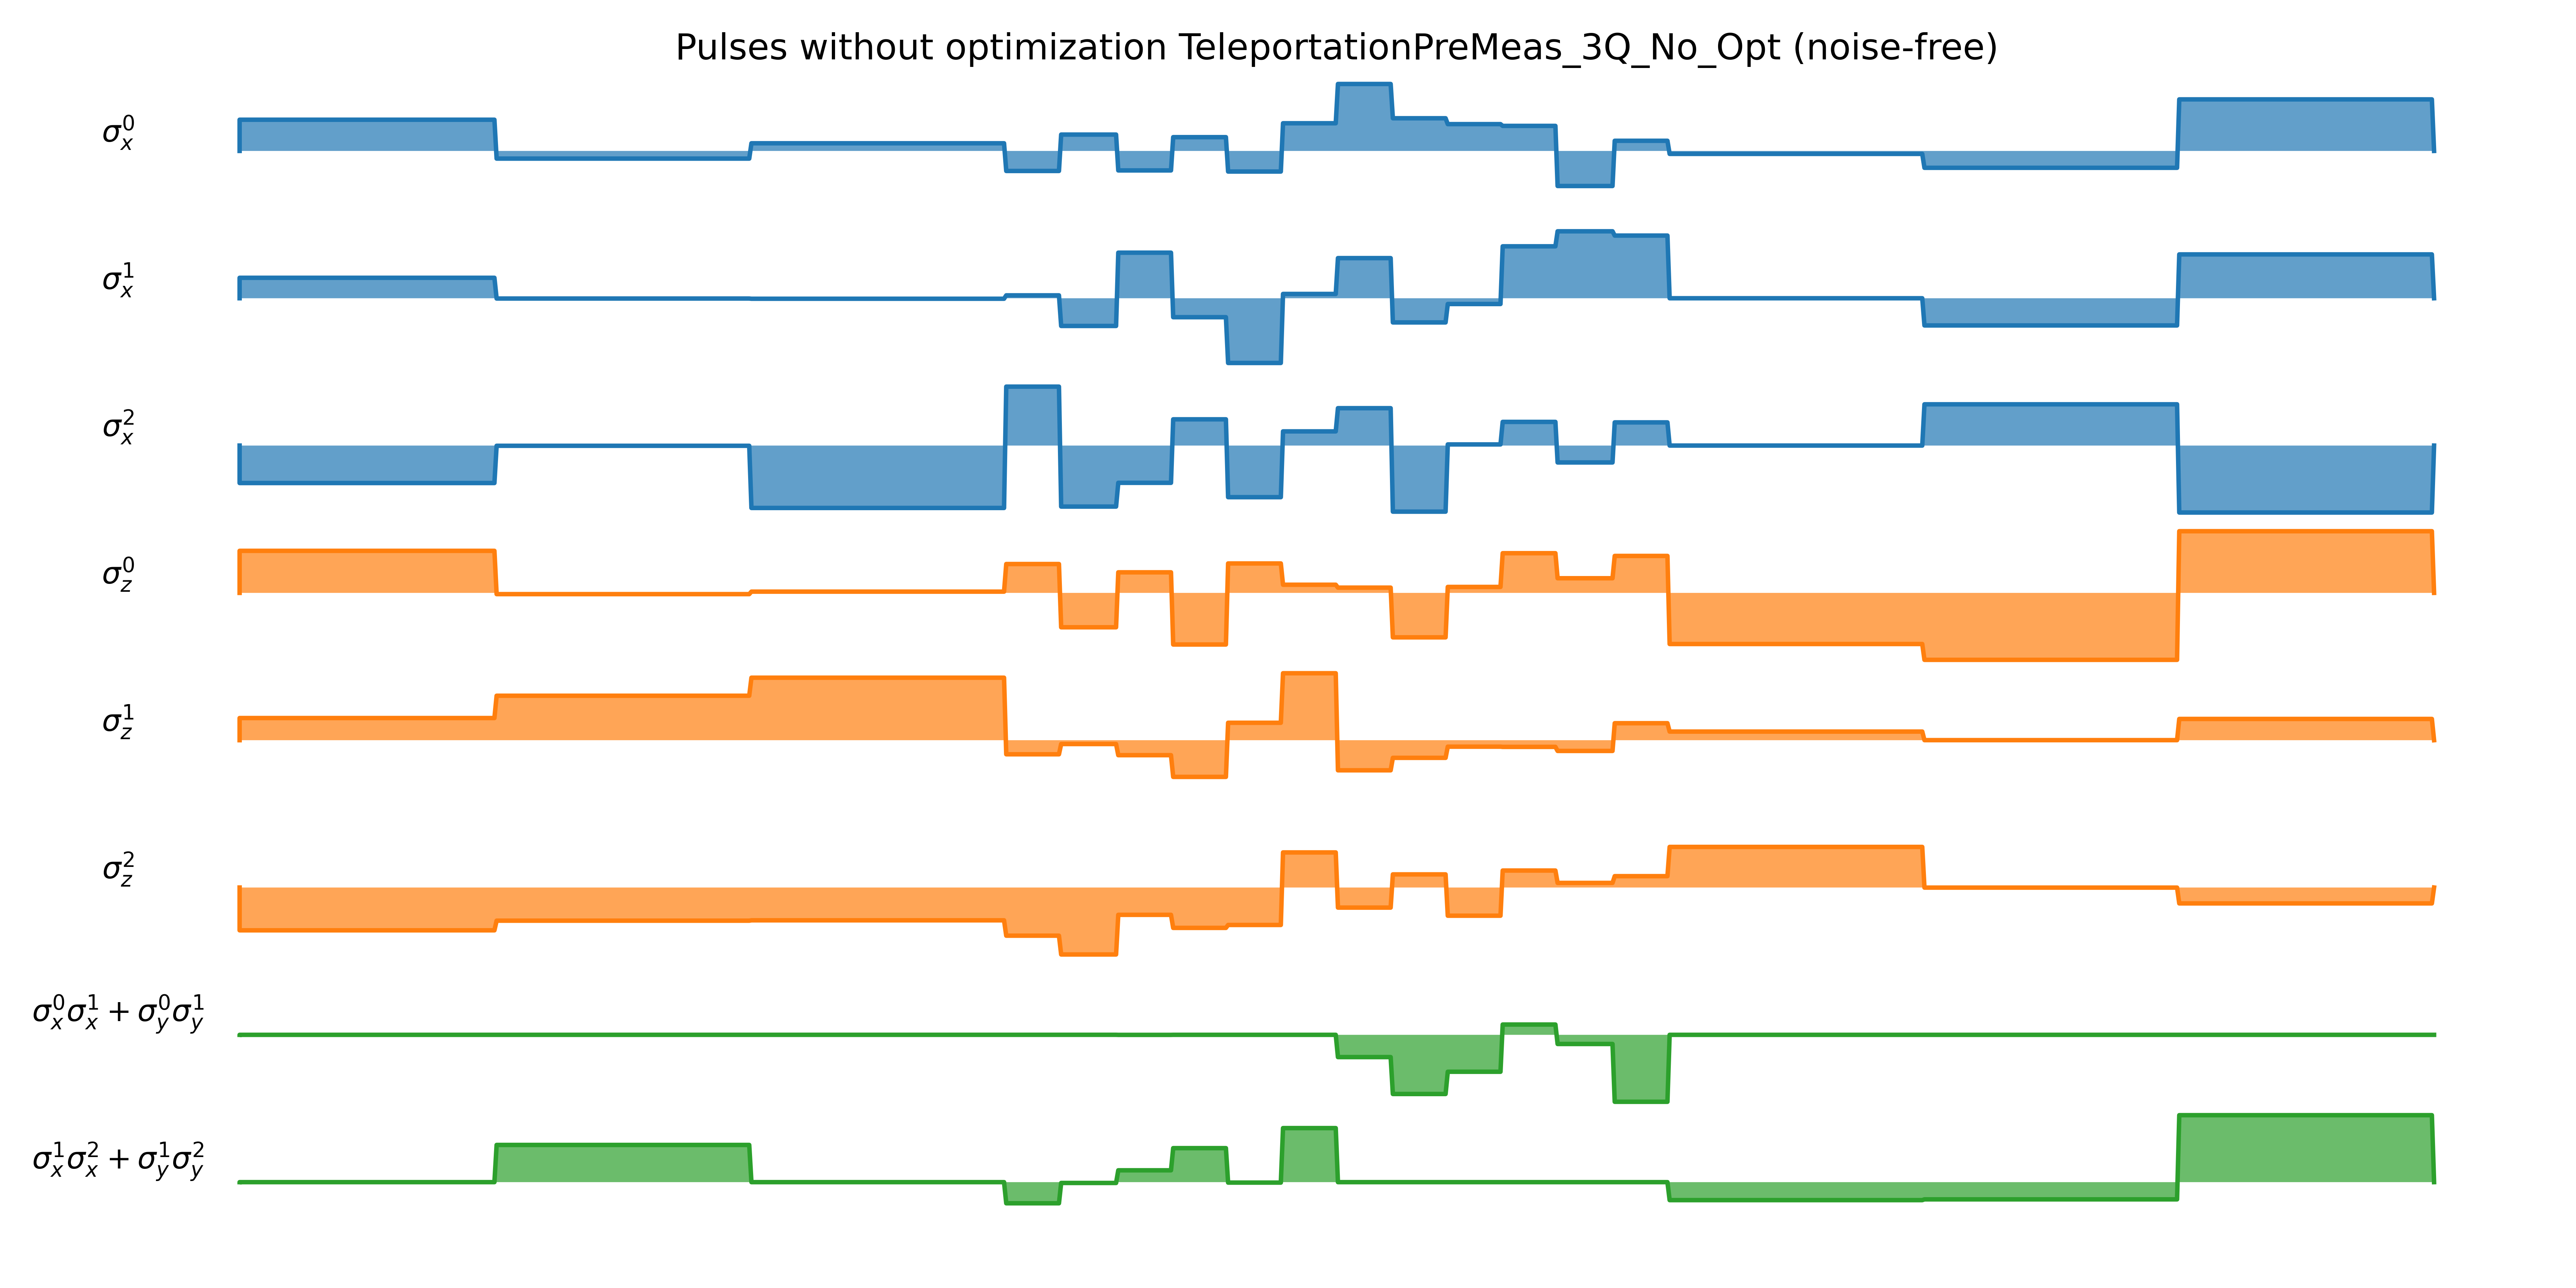 Pulses without optimization TeleportationPreMeas_3Q_No_Opt (noise-free)
σ_x^0
σ_x^1
σ_x^2
σ_z^0
σ_z^1
σ_z^2
σ_x^0σ_x^1 + σ_y^0σ_y^1
σ_x^1σ_x^2 + σ_y^1σ_y^2